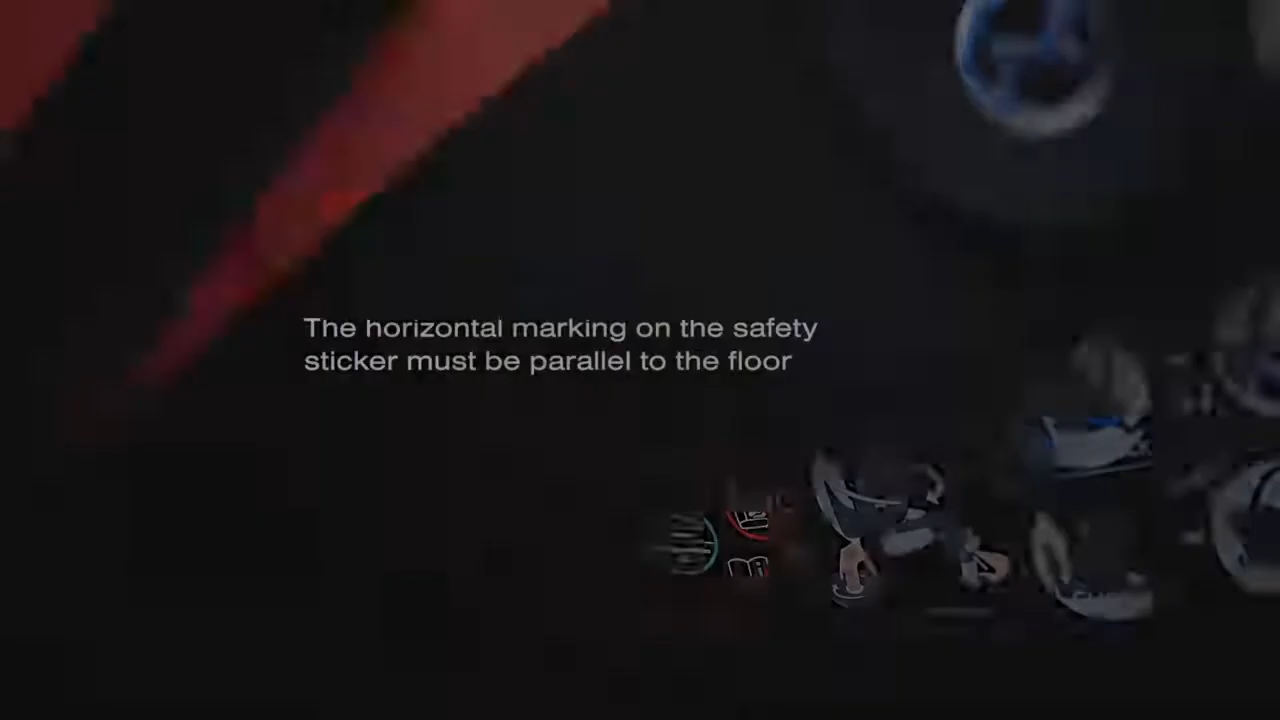 The horizontal marking on the safety
sticker must be parallel to the floor